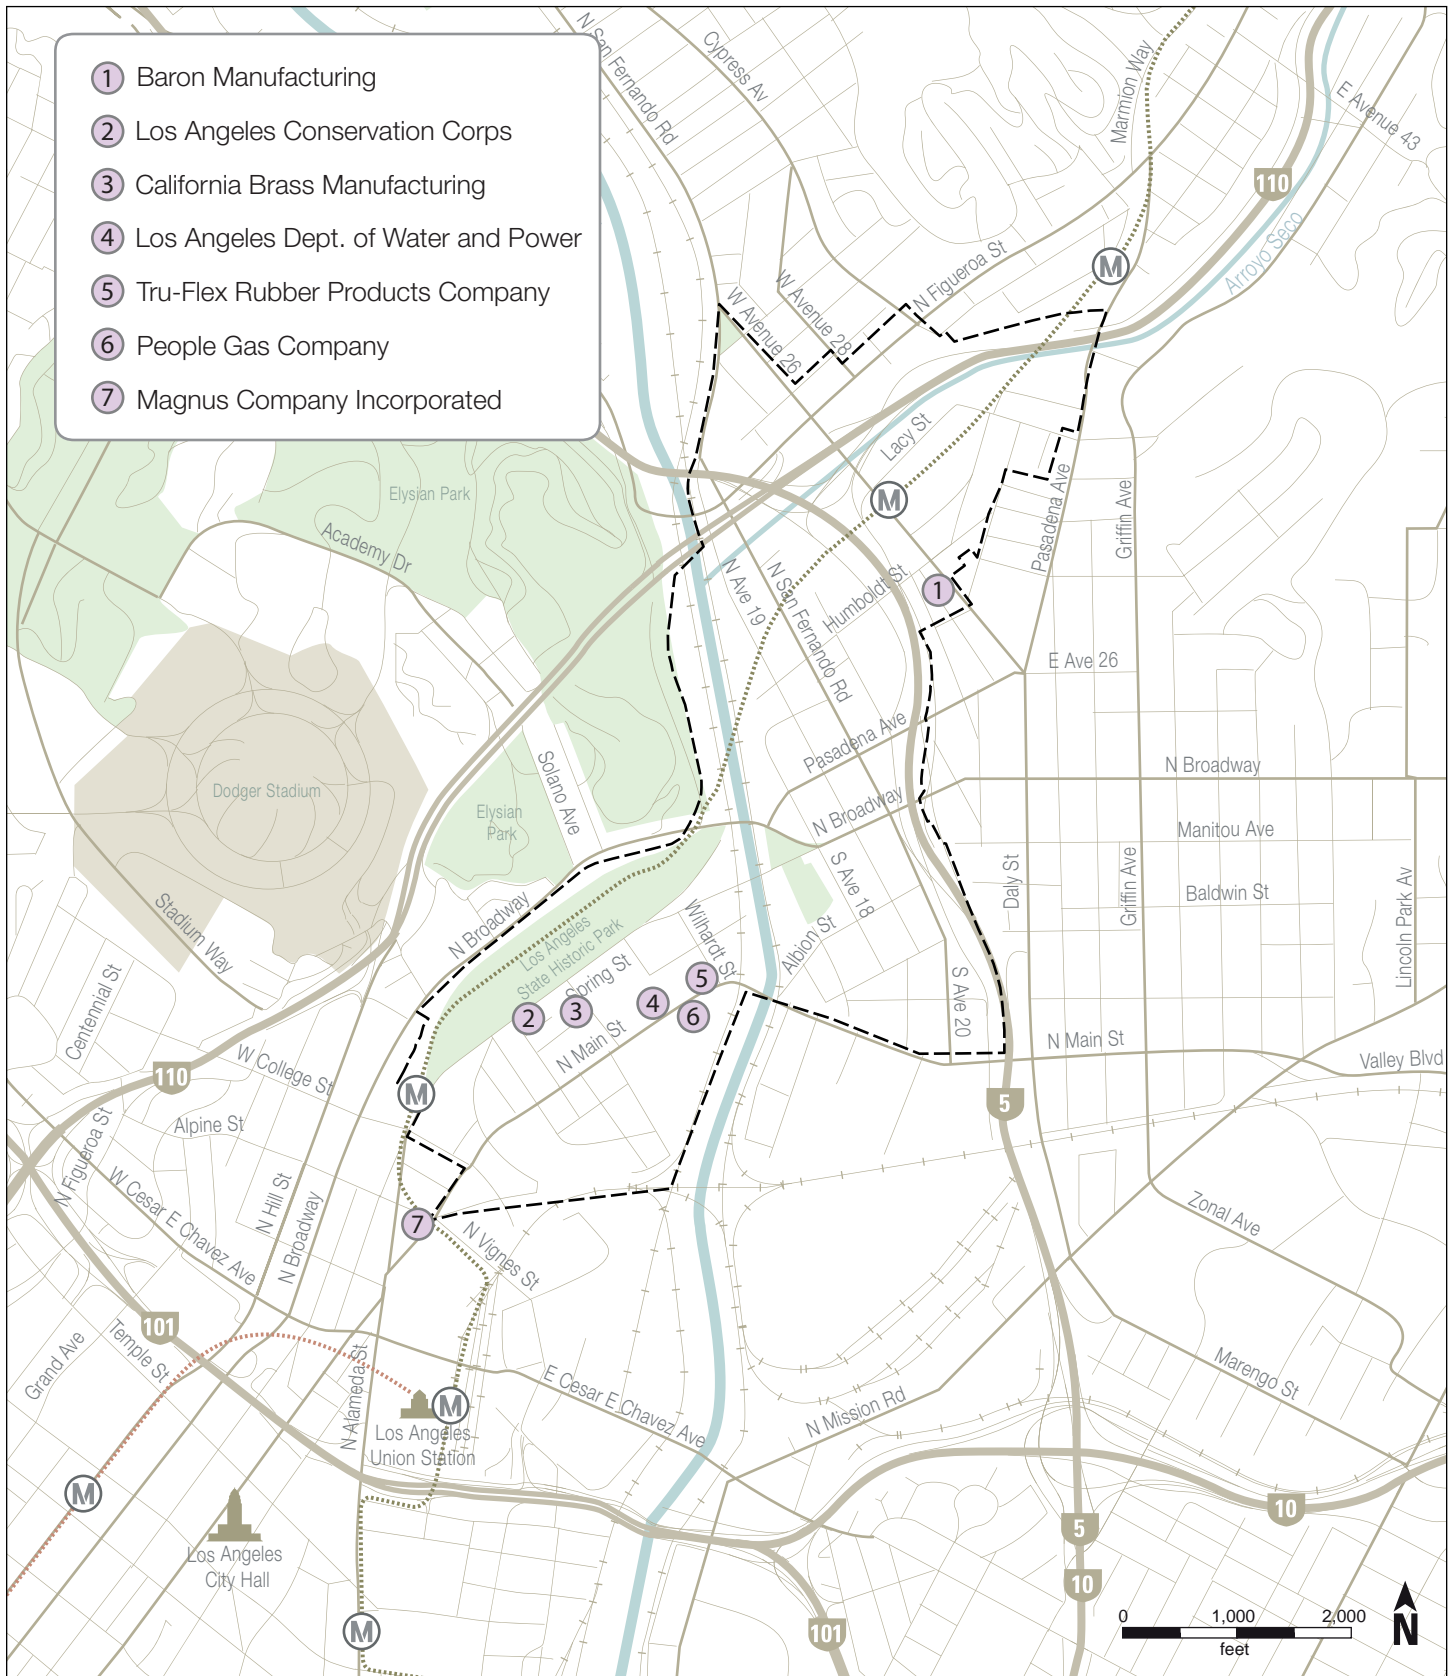 1 Baron Manufacturing
2 Los Angeles Conservation Corps
3 California Brass Manufacturing
4 Los Angeles Dept. of Water and Power
5 Tru-Flex Rubber Products Company
6 People Gas Company
7 Magnus Company Incorporated
N San Fernando Rd
Cypress Av
Marmion Way
E Avenue 43
110
Arroyo Seco
M
N Figueroa St
W Avenue 28
W Avenue 26
Lacy St
M
Elysian Park
Academy Dr
Pasadena Ave
Griffin Ave
N Ave 19
N San Fernando Rd
Humboldt St
1
E Ave 26
Pasadena Ave
N Broadway
Dodger Stadium
Solano Ave
Elysian
Park
N Broadway
Manitou Ave
S Ave 18
Daly St
Griffin Ave
Baldwin St
Lincoln Park Av
Stadium Way
N Broadway
Los Angeles
State Historic Park
Wilhardt St
Albion St
Spring St
5
4
6
3
2
S Ave 20
N Main St
N Main St
Valley Blvd
Centennial St
W College St
110
M
5
Alpine St
N Figueroa St
W Cesar E Chavez Ave
N Hill St
N Broadway
7
N Vignes St
Zonal Ave
101
Temple St
Grand Ave
N Alameda St
M
Los Angeles
Union Station
E Cesar E Chavez Ave
N Mission Rd
Marengo St
M
10
5
Los Angeles
City Hall
10
M
101
0 1,000 2,000
feet
N